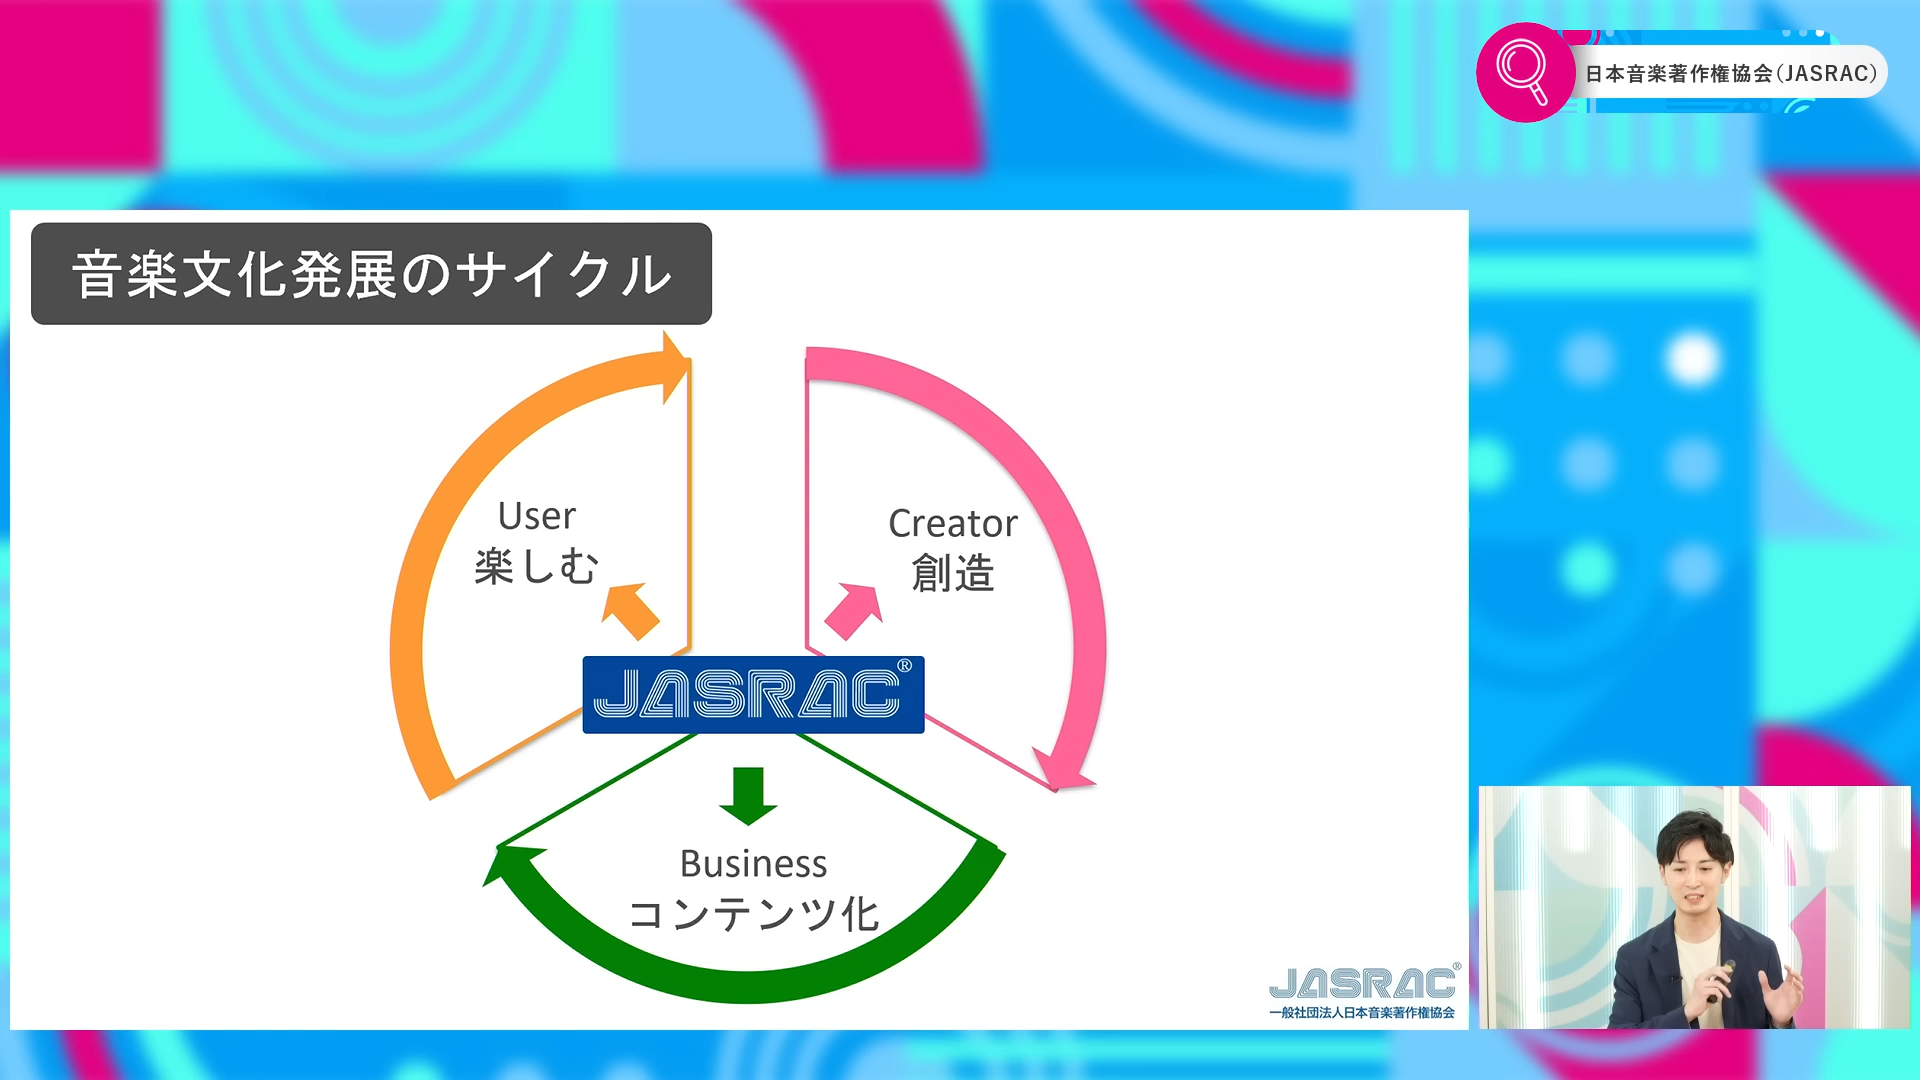 日本音楽著作権協会(JASRAC)
音楽文化発展のサイクル
User
楽しむ
Creator
創造
JASRAC®
Business
コンテンツ化
JASRAC®
一般社団法人日本音楽著作権協会